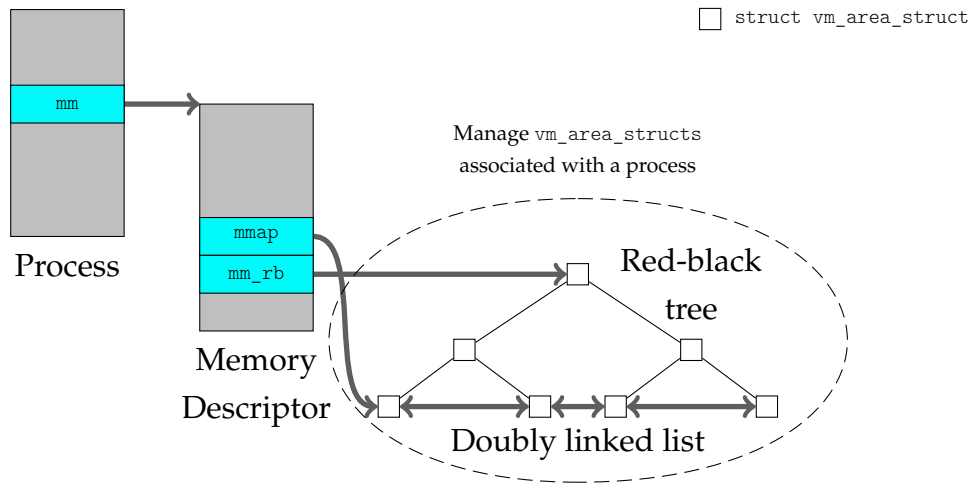 struct vm_area_struct
mm
Process
Manage vm_area_structs
associated with a process
mmap
mm_rb
Memory
Descriptor
Red-black
tree
Doubly linked list